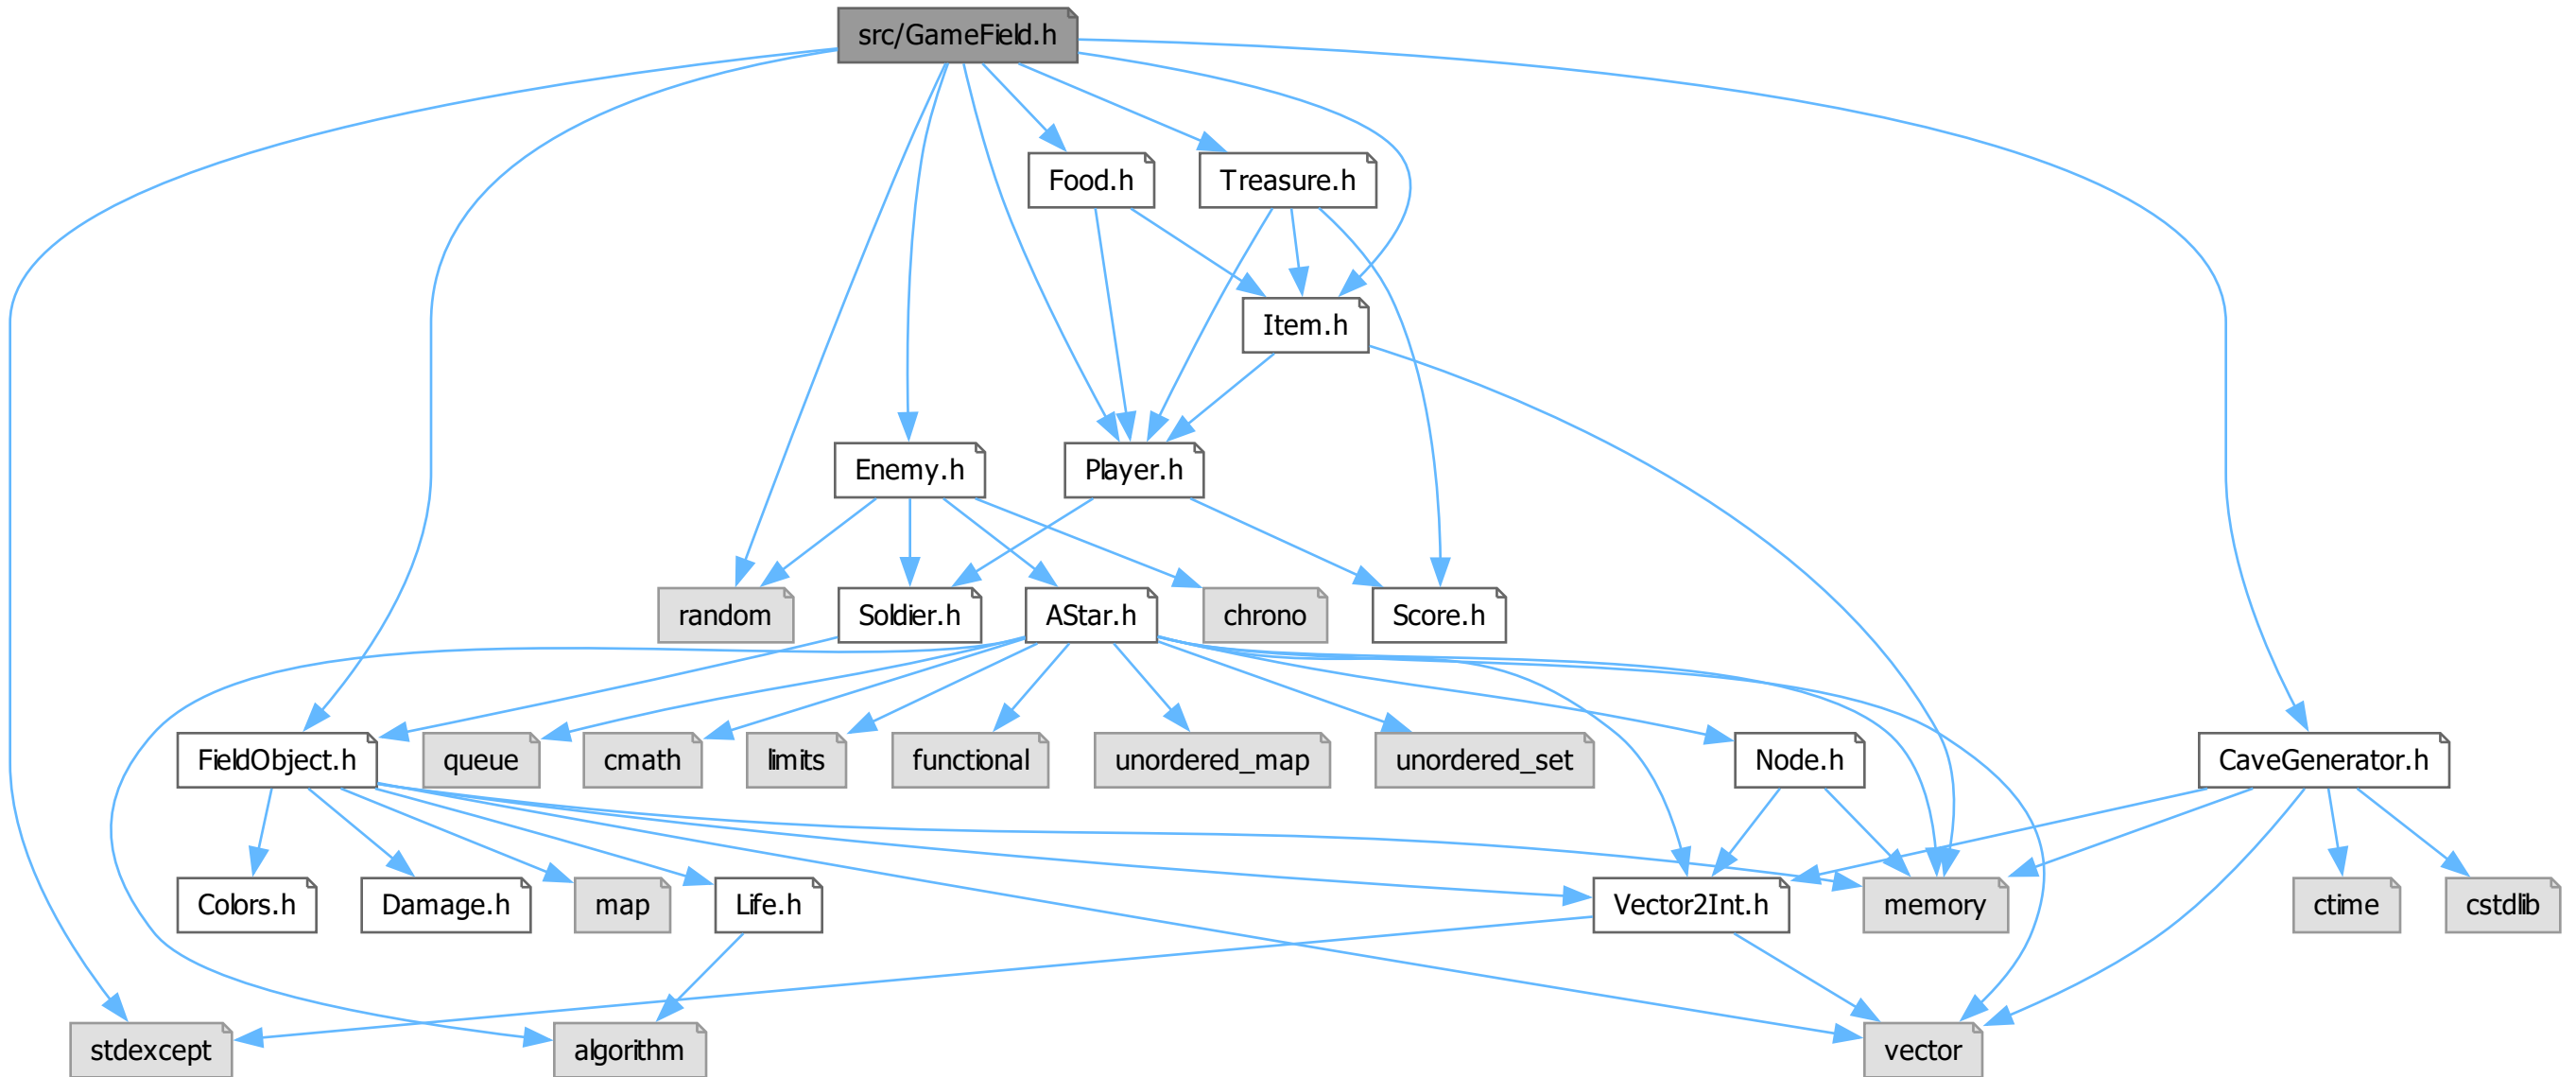 src/GameField.h
Food.h
Treasure.h
Item.h
Enemy.h
Player.h
random
Soldier.h
AStar.h
chrono
Score.h
FieldObject.h
queue
cmath
limits
functional
unordered_map
unordered_set
Node.h
CaveGenerator.h
Colors.h
Damage.h
map
Life.h
Vector2Int.h
memory
ctime
cstdlib
stdexcept
algorithm
vector